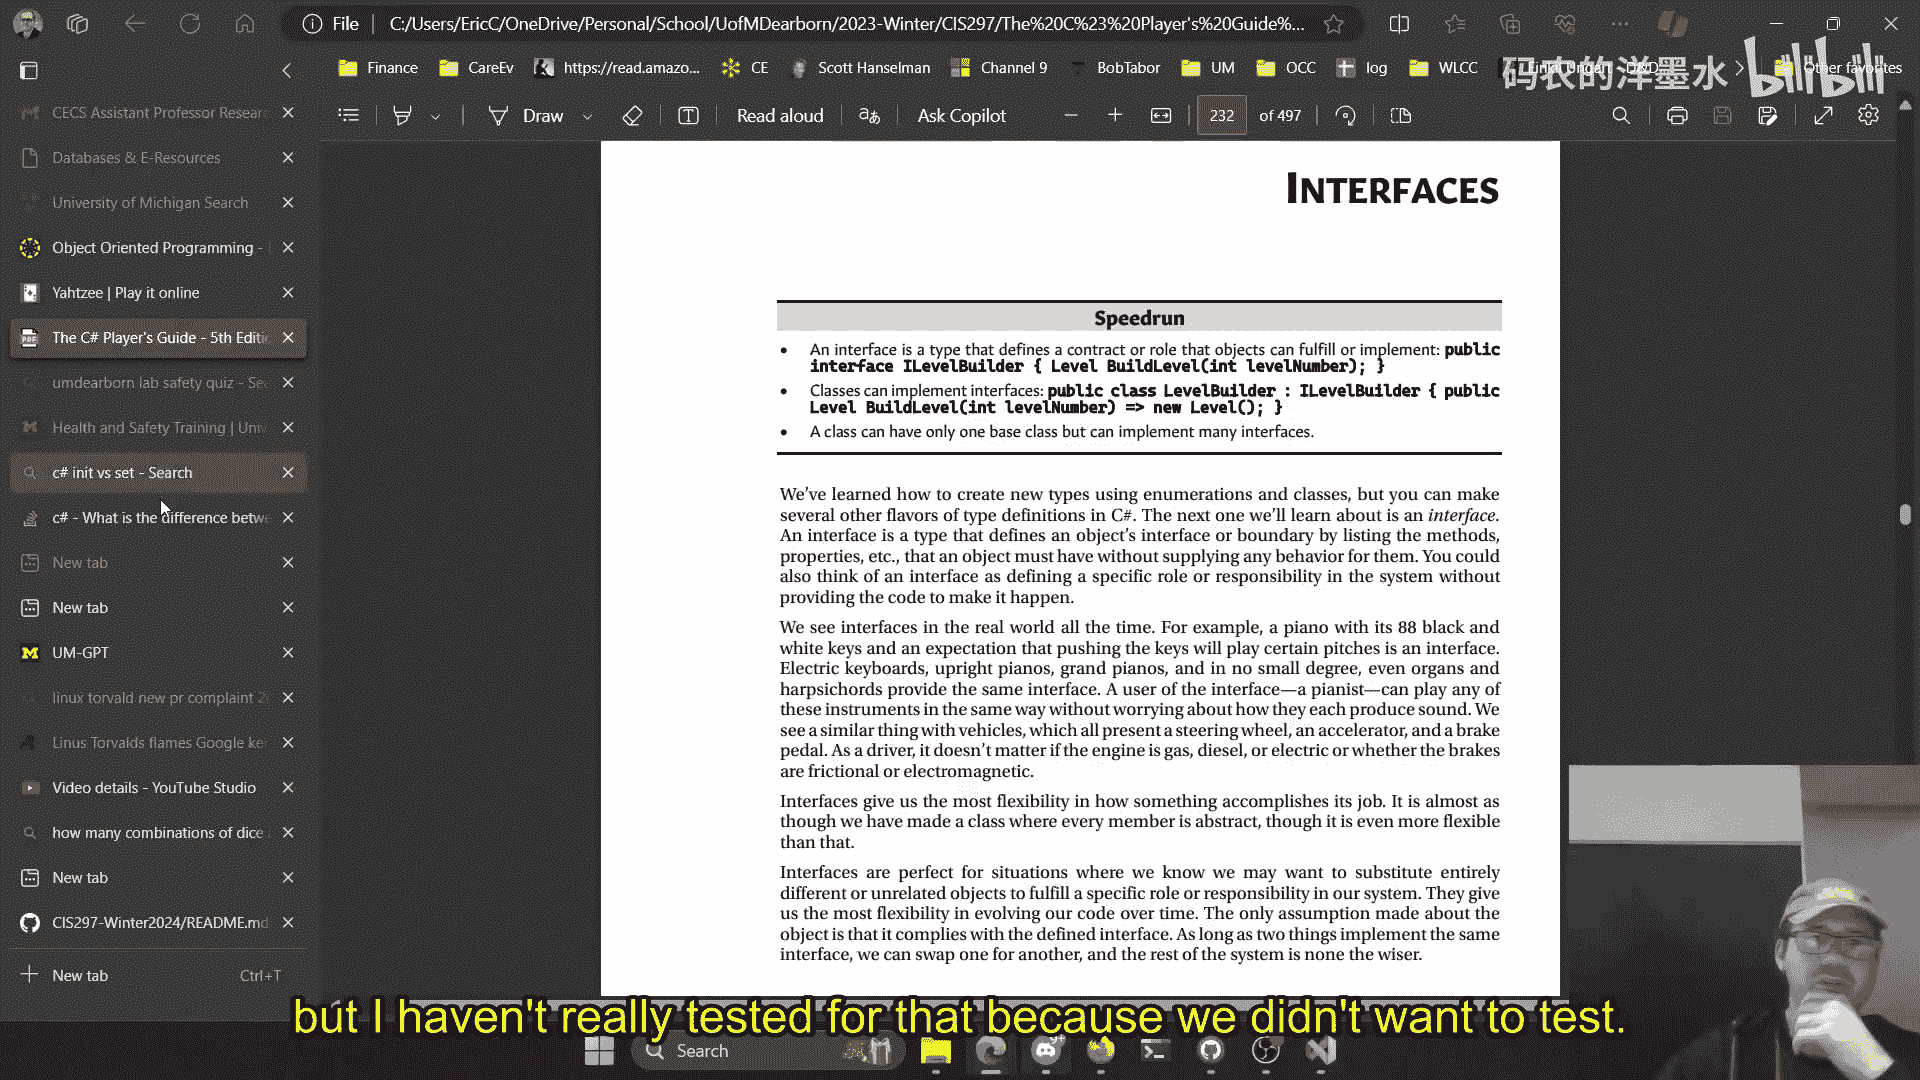 File
C:/Users/EricC/OneDrive/Personal/School/UofMDearborn/2023-Winter/CIS297/The%20C%23%20Player's%20Guide%...
Finance
CareEv
https://read.amazo...
CE
Scott Hanselman
Channel 9
BobTabor
UM
OCC
log
WLCC
Other favorites
码农的洋墨水
bilibili
Draw
Read aloud
aあ
Ask Copilot
232
of 497
CECS Assistant Professor Resear
Databases & E-Resources
University of Michigan Search
Object Oriented Programming -
Yahtzee | Play it online
The C# Player's Guide - 5th Editi
umdearborn lab safety quiz - Se
Health and Safety Training | Uni
c# init vs set - Search
c# - What is the difference betwe
New tab
New tab
UM-GPT
linux torvald new pr complaint 2
Linus Torvalds flames Google ker
Video details - YouTube Studio
how many combinations of dice
New tab
CIS297-Winter2024/README.md
New tab
Ctrl+T
INTERFACES
Speedrun
• An interface is a type that defines a contract or role that objects can fulfill or implement: public
interface ILevelBuilder { Level BuildLevel(int levelNumber); }
• Classes can implement interfaces: public class LevelBuilder : ILevelBuilder { public
Level BuildLevel(int levelNumber) => new Level(); }
• A class can have only one base class but can implement many interfaces.
We've learned how to create new types using enumerations and classes, but you can make
several other flavors of type definitions in C#. The next one we'll learn about is an interface.
An interface is a type that defines an object's interface or boundary by listing the methods,
properties, etc., that an object must have without supplying any behavior for them. You could
also think of an interface as defining a specific role or responsibility in the system without
providing the code to make it happen.
We see interfaces in the real world all the time. For example, a piano with its 88 black and
white keys and an expectation that pushing the keys will play certain pitches is an interface.
Electric keyboards, upright pianos, grand pianos, and in no small degree, even organs and
harpsichords provide the same interface. A user of the interface—a pianist—can play any of
these instruments in the same way without worrying about how they each produce sound. We
see a similar thing with vehicles, which all present a steering wheel, an accelerator, and a brake
pedal. As a driver, it doesn't matter if the engine is gas, diesel, or electric or whether the brakes
are frictional or electromagnetic.
Interfaces give us the most flexibility in how something accomplishes its job. It is almost as
though we have made a class where every member is abstract, though it is even more flexible
than that.
Interfaces are perfect for situations where we know we may want to substitute entirely
different or unrelated objects to fulfill a specific role or responsibility in our system. They give
us the most flexibility in evolving our code over time. The only assumption made about the
object is that it complies with the defined interface. As long as two things implement the same
interface, we can swap one for another, and the rest of the system is none the wiser.
but I haven't really tested for that because we didn't want to test.
Search
9+